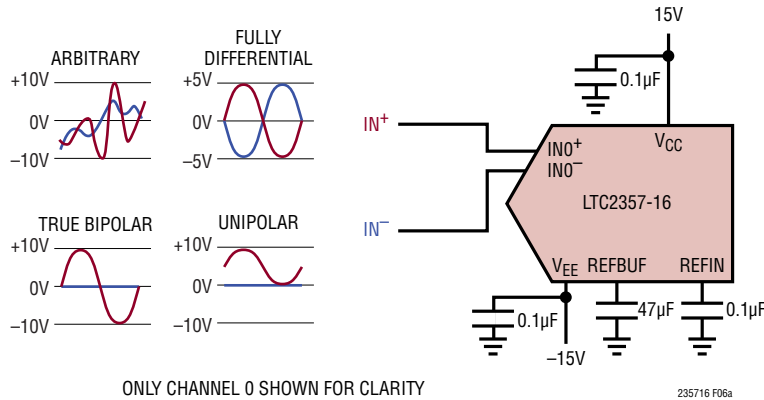 ARBITRARY
+10V
0V
–10V
FULLY
DIFFERENTIAL
+5V
0V
–5V
TRUE BIPOLAR
+10V
0V
–10V
UNIPOLAR
+10V
0V
–10V
15V
0.1µF
IN+
IN–
IN0+
IN0–
VCC
LTC2357-16
VEE
REFBUF
REFIN
0.1µF
47µF
0.1µF
–15V
ONLY CHANNEL 0 SHOWN FOR CLARITY
235716 F06a